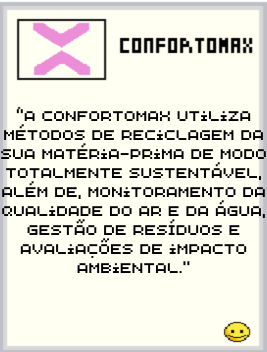 CONFORTOMAX
"A CONFORTOMAX UTILIZA
MÉTODOS DE RECICLAGEM DA
SUA MATÉRIA-PRIMA DE MODO
TOTALMENTE SUSTENTÁVEL,
ALÉM DE, MONITORAMENTO DA
QUALIDADE DO AR E DA ÁGUA,
GESTÃO DE RESÍDUOS E
AVALIAÇÕES DE IMPACTO
AMBIENTAL."